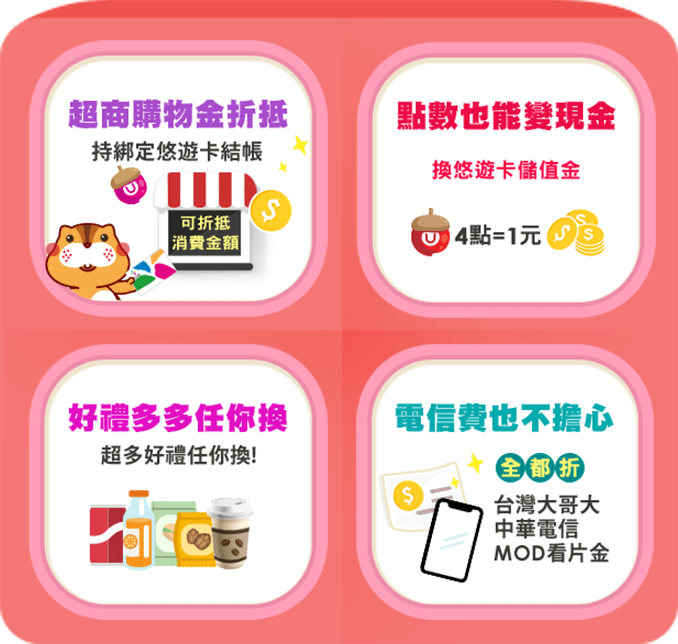 超商購物金折抵
持綁定悠遊卡結帳
U
$
可折抵
消費金額
點數也能變現金
換悠遊卡儲值金
U
4點=1元
$
$
好禮多多任你換
超多好禮任你換!
電信費也不擔心
全都折
$
台灣大哥大
中華電信
MOD看片金